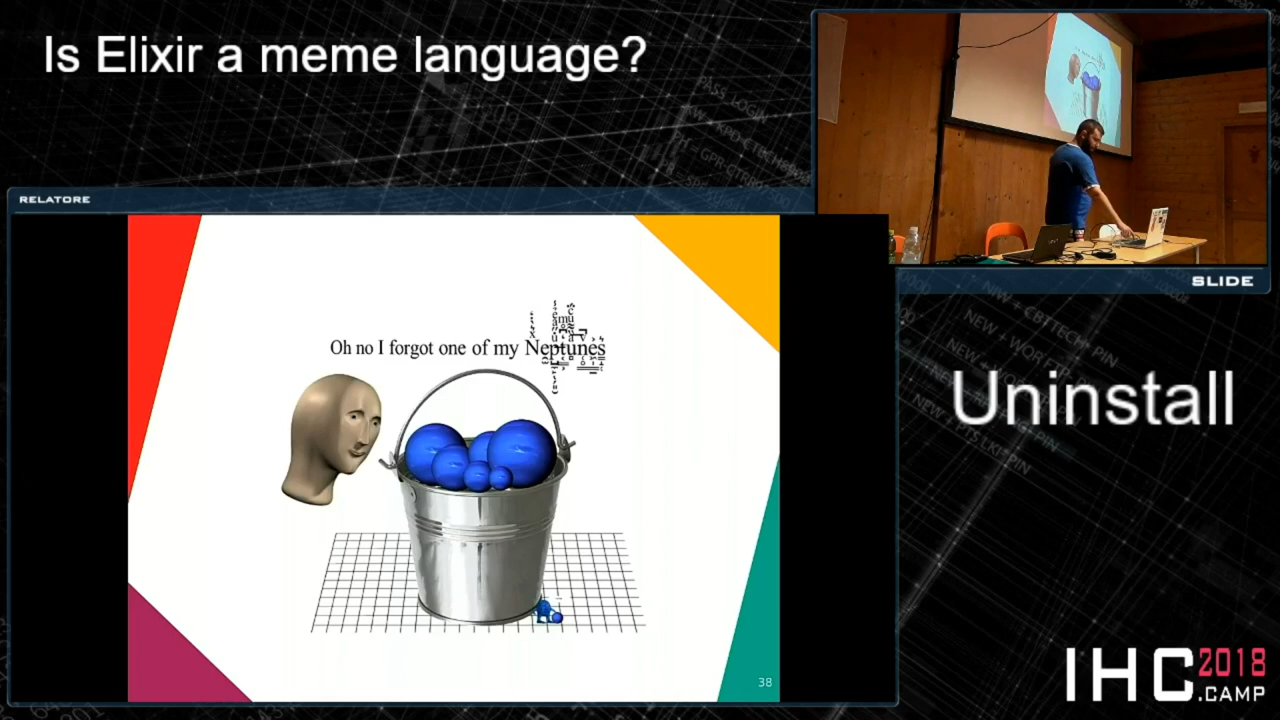 Is Elixir a meme language?
RELATORE
SLIDE
Oh no I forgot one of my Neptunes
38
Uninstall
IHC 2018
.CAMP